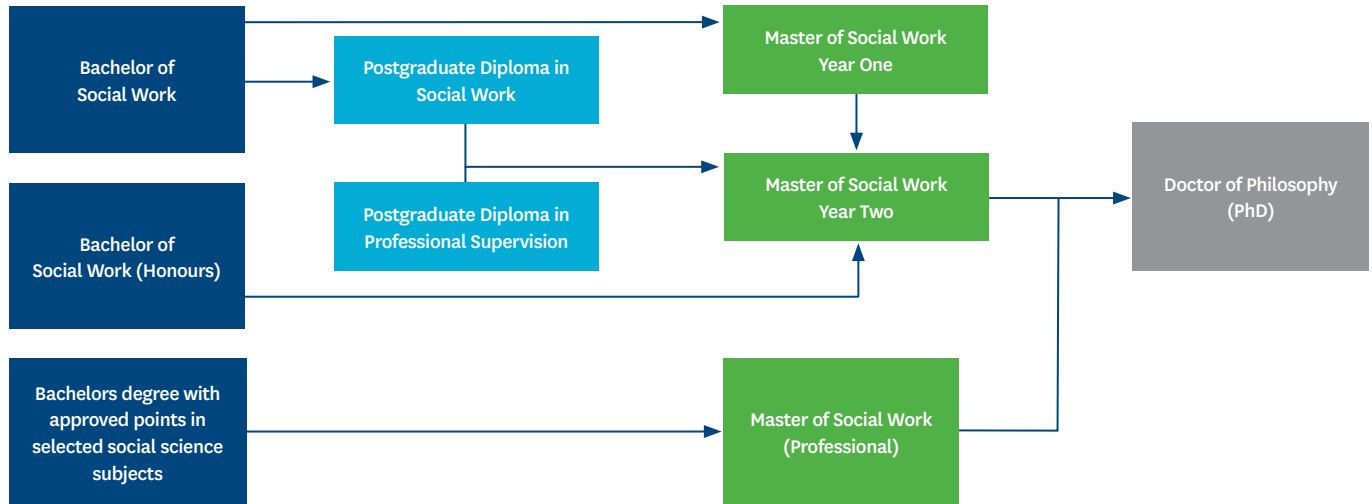 Bachelor of
Social Work
Postgraduate Diploma in
Social Work
Master of Social Work
Year One
Postgraduate Diploma in
Professional Supervision
Master of Social Work
Year Two
Doctor of Philosophy
(PhD)
Bachelor of
Social Work (Honours)
Bachelors degree with
approved points in
selected social science
subjects
Master of Social Work
(Professional)